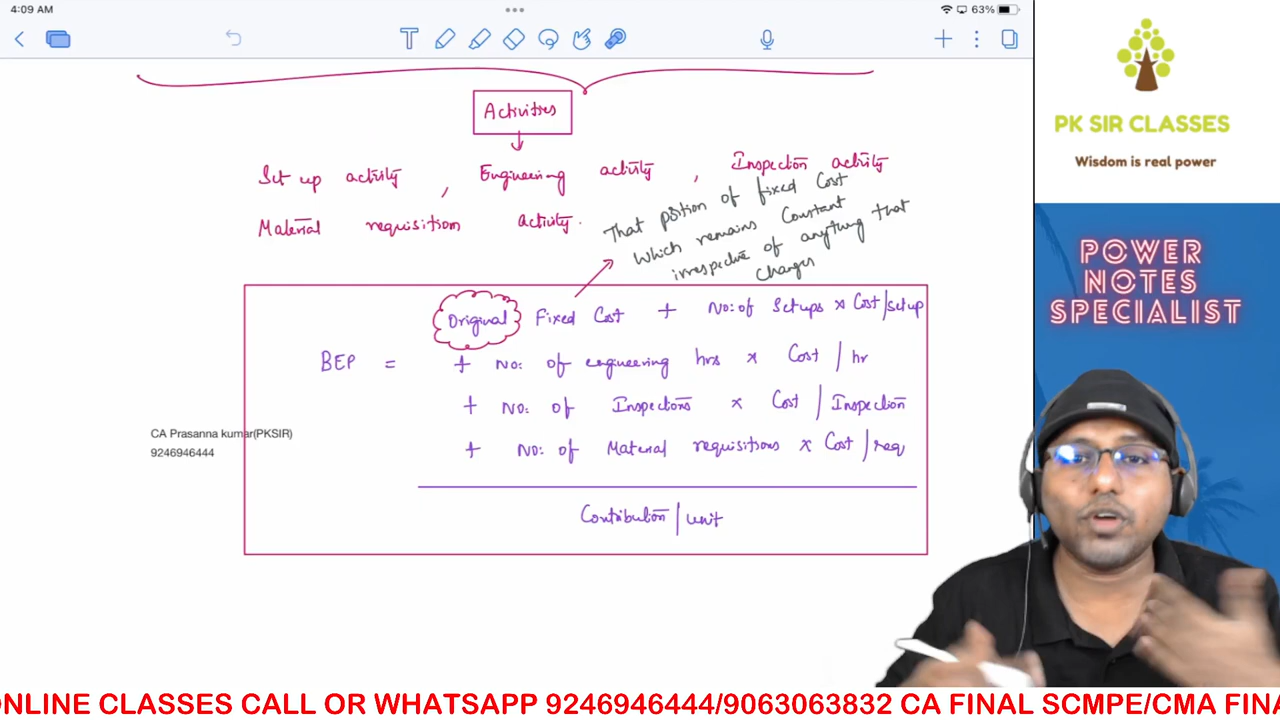 4:09 AM
63%
PK SIR CLASSES
Wisdom is real power
Activities
Set up activity, Engineering activity, Inspection activity
Material requisition activity.
That portion of fixed Cost
Which remains Constant
irrespective of anything that
changes
Original Fixed Cost + No: of Setups x Cost/setup
BEP = + No: of engineering hrs x Cost / hr
+ No: of Inspections x Cost / Inspection
+ No: of Material requisitions x Cost / req
Contribution / unit
CA Prasanna kumar(PKSIR)
9246946444
POWER
NOTES
SPECIALIST
ONLINE CLASSES CALL OR WHATSAPP 9246946444/9063063832 CA FINAL SCMPE/CMA FINA